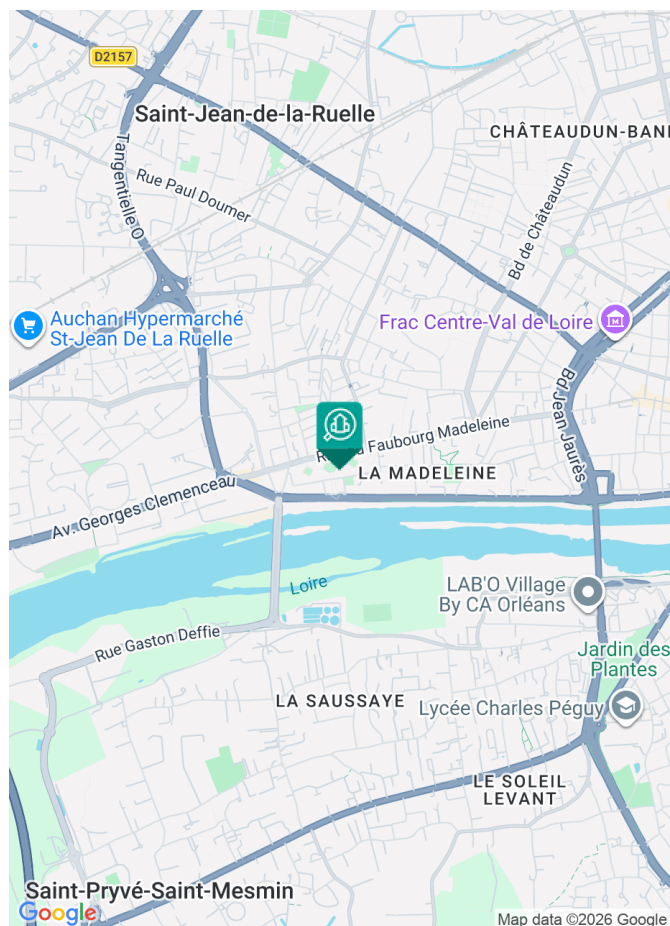 D2157
Saint-Jean-de-la-Ruelle
CHÂTEAUDUN-BAN
Tangentielle O
Rue Paul Doumer
Bd de Châteaudun
Auchan Hypermarché
St-Jean De La Ruelle
Frac Centre-Val de Loire
Bd Jean Jaurès
Faubourg Madeleine
LA MADELEINE
Av. Georges Clemenceau
Loire
LAB'O Village
By CA Orléans
Rue Gaston Deffie
Jardin des
Plantes
LA SAUSSAYE
Lycée Charles Péguy
LE SOLEIL
LEVANT
Saint-Pryvé-Saint-Mesmin
Google
Map data ©2026 Google